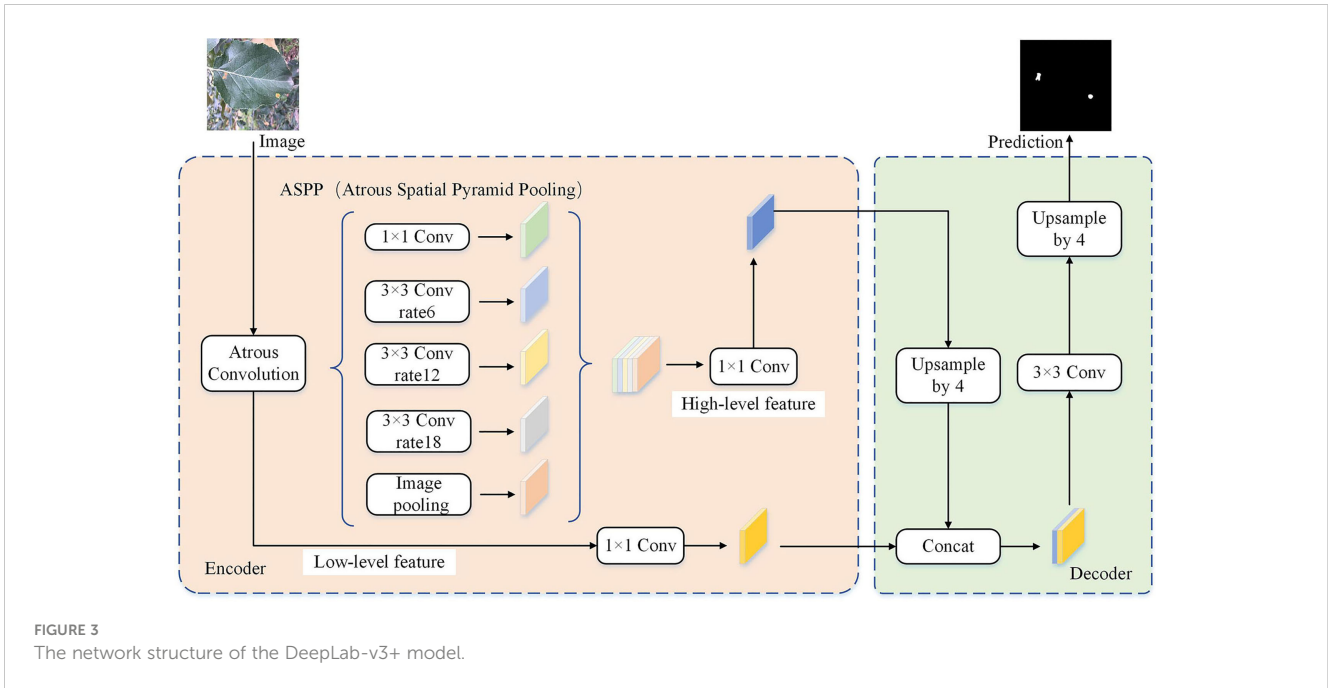 Image
Prediction
ASPP（Atrous Spatial Pyramid Pooling）
1×1 Conv
3×3 Conv
rate6
3×3 Conv
rate12
3×3 Conv
rate18
Image
pooling
Atrous
Convolution
1×1 Conv
High-level feature
Low-level feature
1×1 Conv
Encoder
Upsample
by 4
Concat
Upsample
by 4
3×3 Conv
Decoder
FIGURE 3
The network structure of the DeepLab-v3+ model.